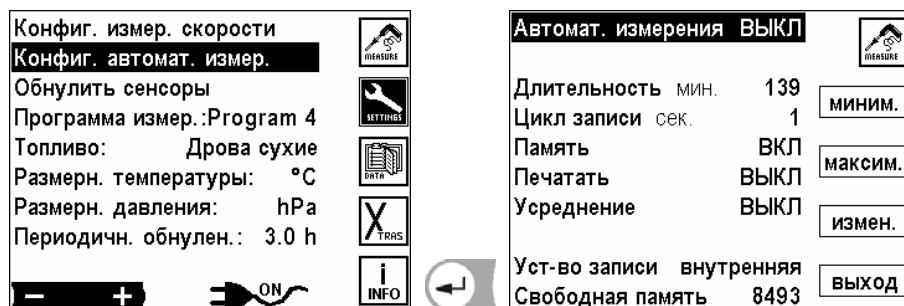 Конфиг. измер. скорости
Конфиг. автомат. измер.
Обнулить сенсоры
Программа измер.:Program 4
Топливо: Дрова сухие
Размерн. температуры: °C
Размерн. давления: hPa
Периодичн. обнулен.: 3.0 h
− + ON
MEASURE
SETTINGS
DATA
XTRAS
i
INFO
Автомат. измерения ВЫКЛ
Длительность мин. 139
Цикл записи сек. 1
Память ВКЛ
Печатать ВЫКЛ
Усреднение ВЫКЛ
Уст-во записи внутренняя
Свободная память 8493
MEASURE
миним.
максим.
измен.
выход